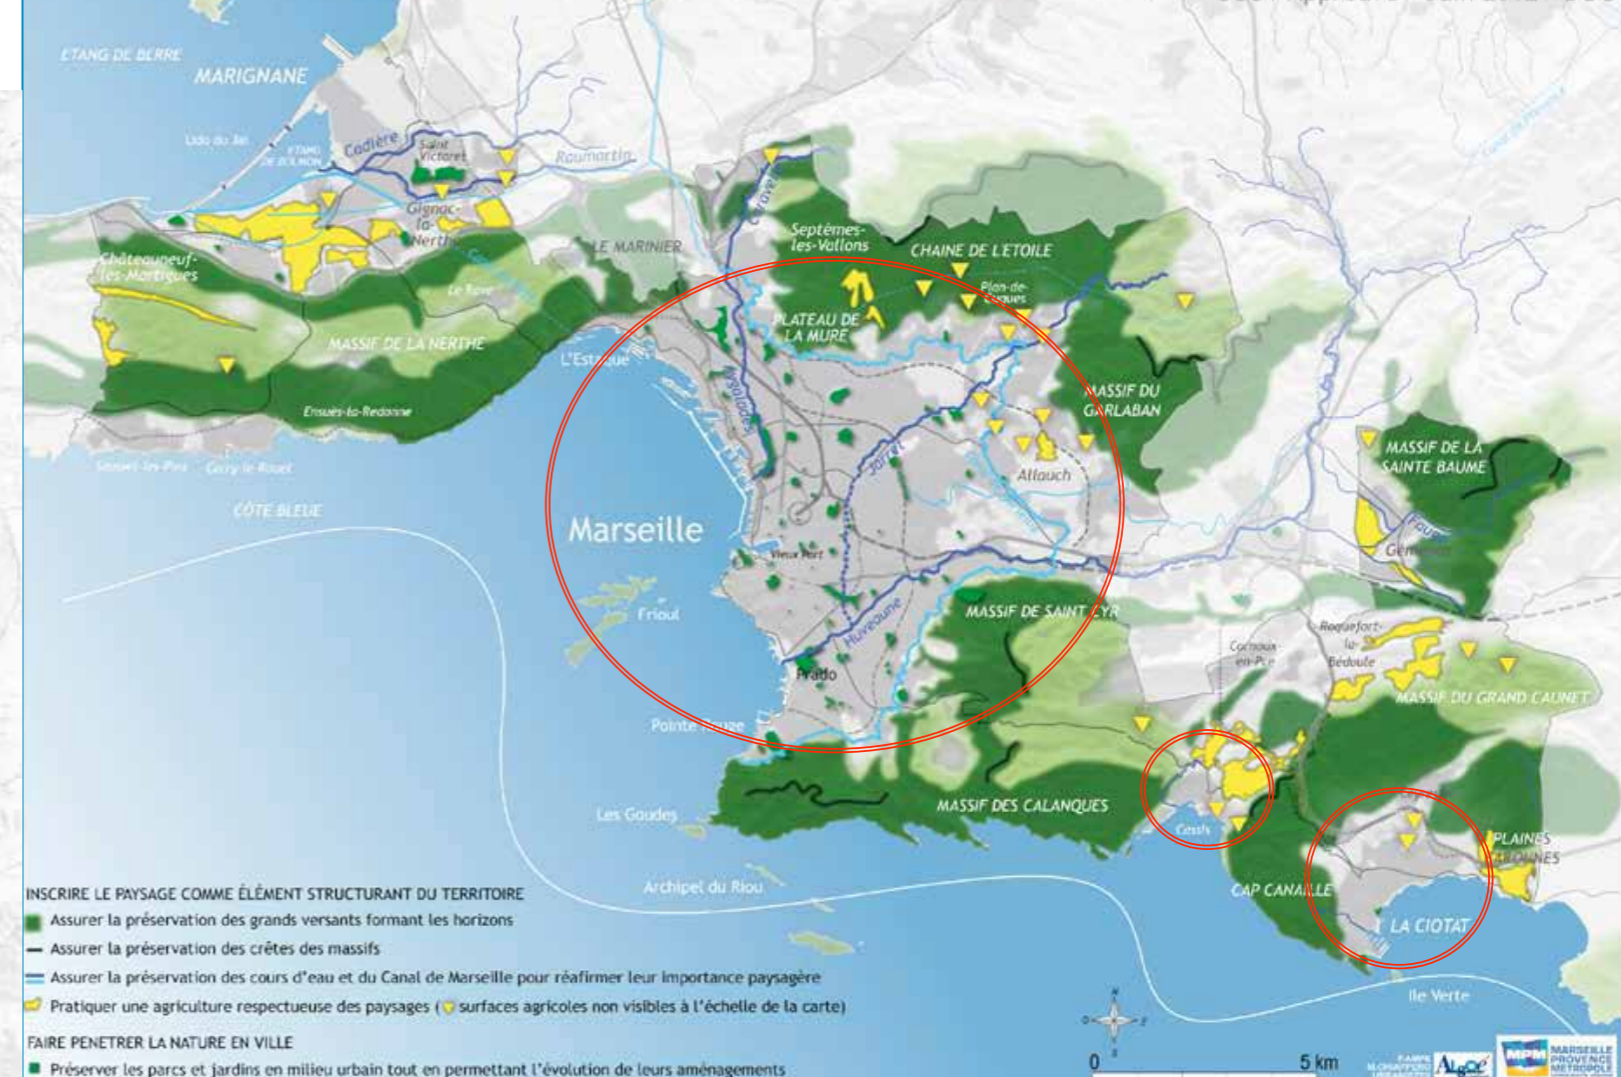 ETANG DE BERRE
MARIGNANE
Lido du Jaï
ETANG
DE BOLMON
Cadière
Saint
Victoret
Raumartin
Gignac-
la-
Nerthe
Châteauneuf-
les-Martigues
Le Rove
LE MARINIER
Septèmes-
les-Vallons
CHAINE DE L'ETOILE
Plan-de-
Cuques
PLATEAU DE
LA MURE
MASSIF DE LA NERTHE
L'Estaque
Ensuès-la-Redonne
Sausset-les-Pins
Carry-le-Rouet
CÔTE BLEUE
Aygalades
MASSIF DU
GARLABAN
Jarret
Allauch
MASSIF DE LA
SAINTE BAUME
Marseille
Vieux Port
Frioul
Huveaune
MASSIF DE SAINT CYR
Prado
Pointe Rouge
Carnoux-
en-Pce
Roquefort-
la-
Bédoule
MASSIF DU GRAND CAUNET
Les Goudes
MASSIF DES CALANQUES
Cassis
Archipel du Riou
CAP CANAILLE
PLAINES
LA CIOTAT
Ile Verte
INSCRIRE LE PAYSAGE COMME ÉLÉMENT STRUCTURANT DU TERRITOIRE
Assurer la préservation des grands versants formant les horizons
Assurer la préservation des crêtes des massifs
Assurer la préservation des cours d'eau et du Canal de Marseille pour réafirmer leur importance paysagère
Pratiquer une agriculture respectueuse des paysages ( surfaces agricoles non visibles à l'échelle de la carte)
FAIRE PENETRER LA NATURE EN VILLE
Préserver les parcs et jardins en milieu urbain tout en permettant l'évolution de leurs aménagements
0 5 km
Algoé
MPM MARSEILLE
PROVENCE
METROPOLE